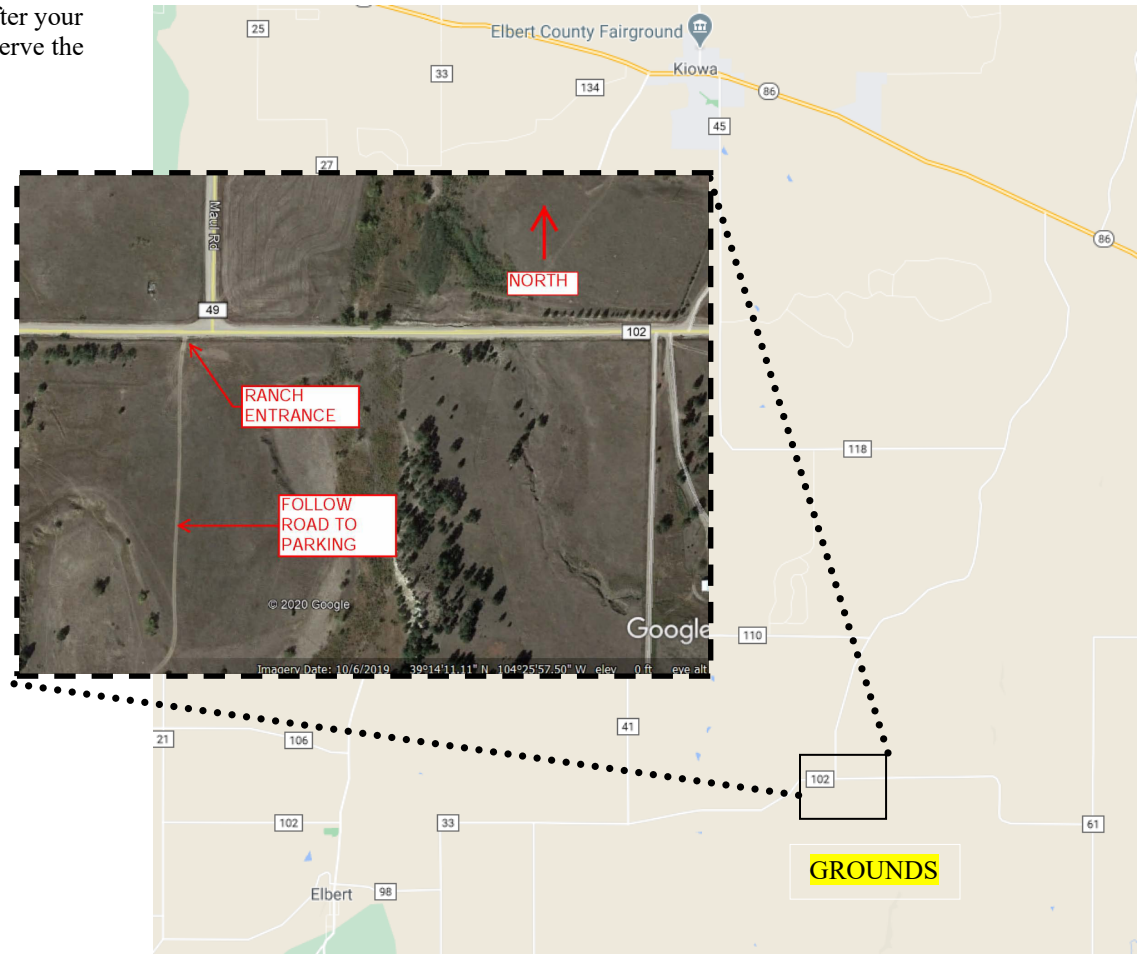 fter your
erve the
25
Elbert County Fairground
33
Kiowa
134
86
45
27
Maul Rd
NORTH
86
49
102
RANCH
ENTRANCE
118
FOLLOW
ROAD TO
PARKING
© 2020 Google
Google
110
Imagery Date: 10/6/2019 39°14'11.11" N 104°25'57.50" W elev 0 ft eye alt
41
21
106
102
102
33
61
GROUNDS
Elbert
98